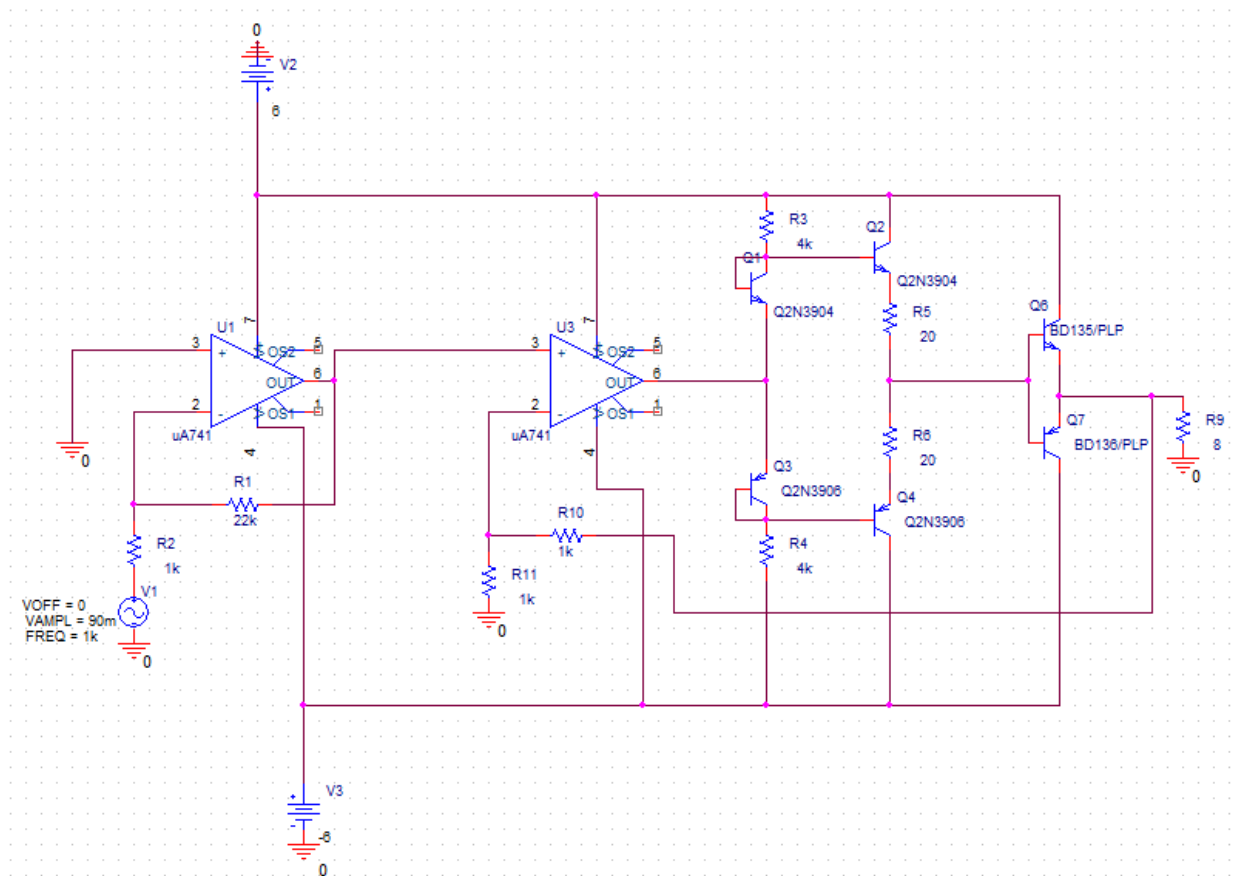 0
V2
-
+
6
R3
4k
Q1
Q2N3904
Q2
Q2N3904
R5
20
Q6
BD135/PLP
U1
7
3
+
OS2
5
OUT
6
2
-
OS1
1
uA741
4
0
U3
7
3
+
OS2
5
OUT
6
2
-
OS1
1
uA741
4
Q3
Q2N3906
R6
20
Q4
Q2N3906
Q7
BD136/PLP
R9
8
0
R1
22k
R2
1k
V1
VOFF = 0
VAMPL = 90m
FREQ = 1k
0
R10
1k
R11
1k
0
R4
4k
V3
+
-
-6
0